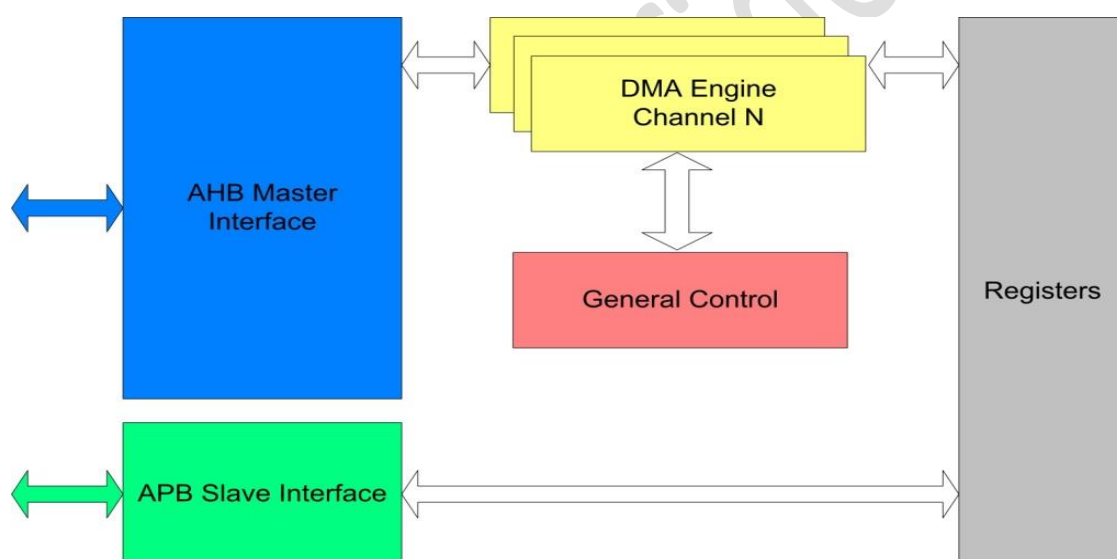 DMA Engine
Channel N
AHB Master
Interface
General Control
Registers
APB Slave Interface